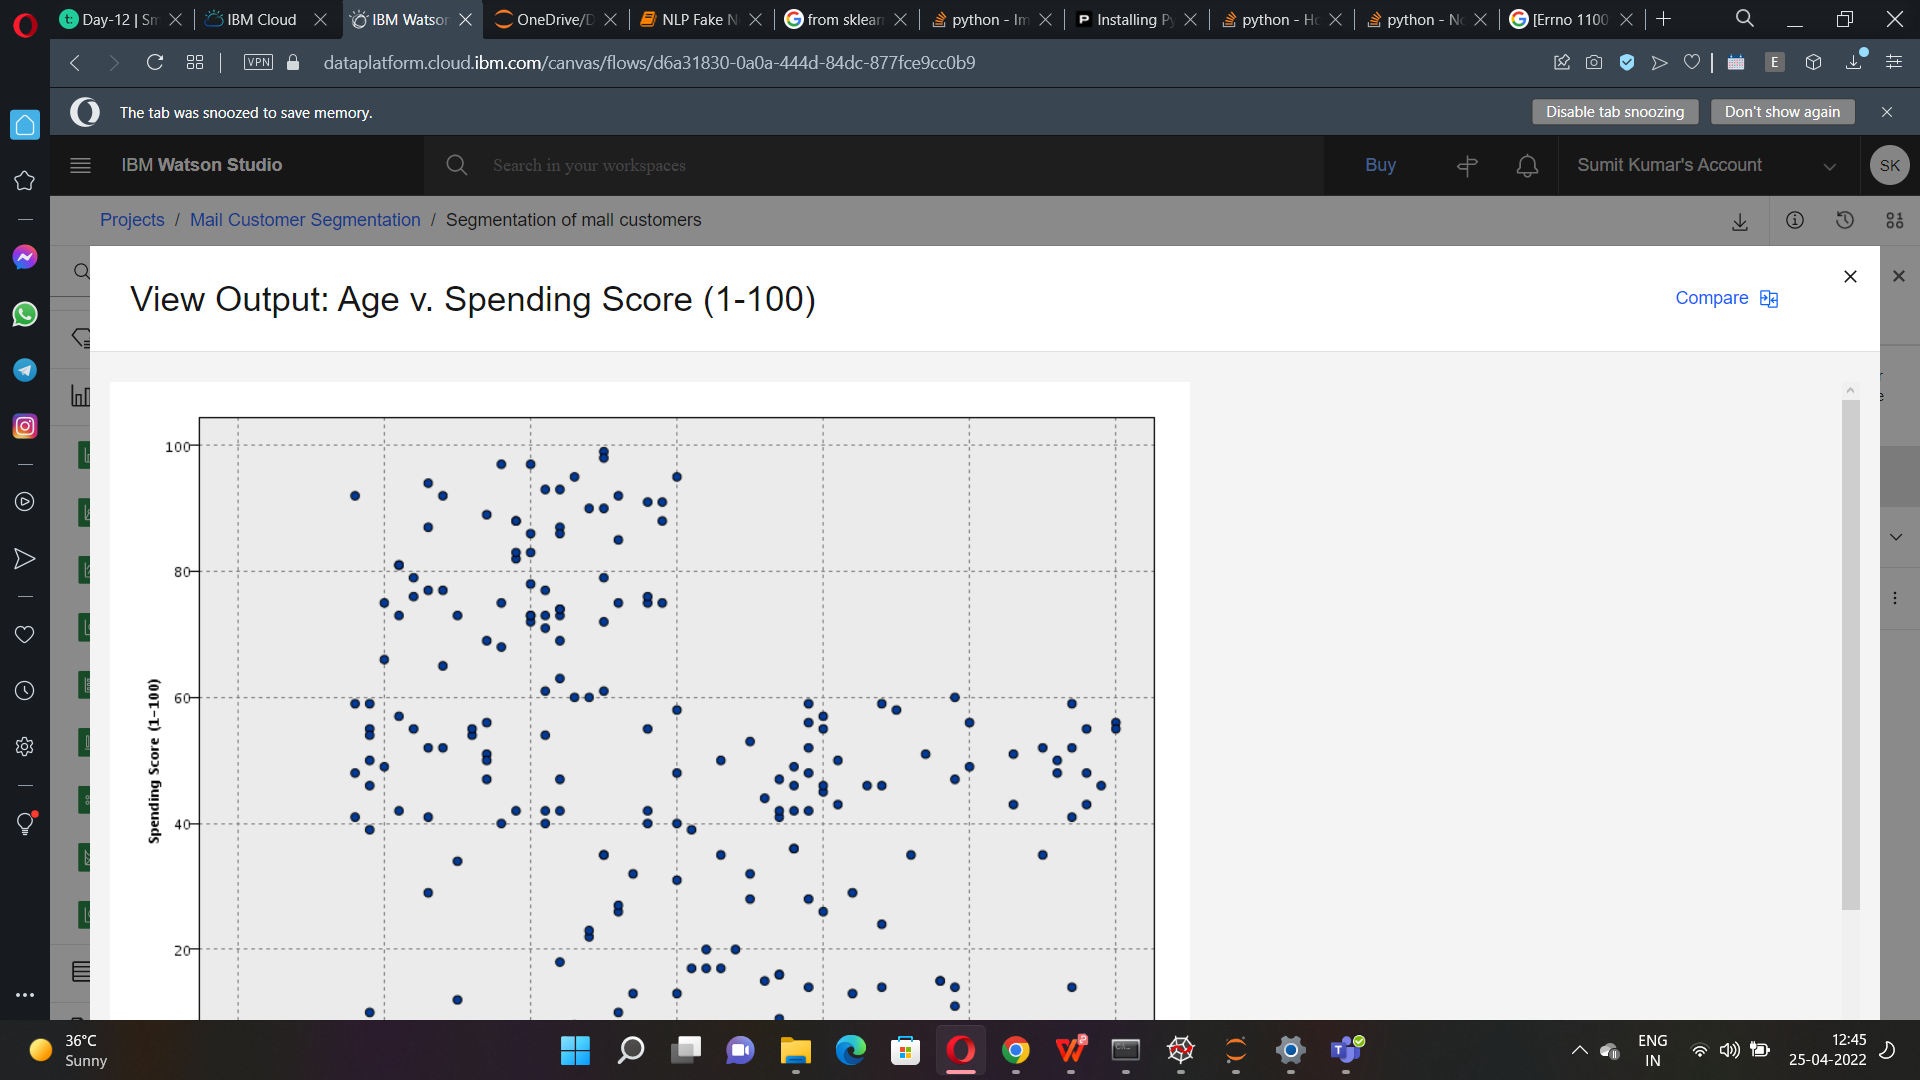 Day-12 | Sm
IBM Cloud
IBM Watson
OneDrive/D
NLP Fake N
from sklearn
python - Im
Installing Py
python - Ho
python - No
[Errno 1100
VPN
dataplatform.cloud.ibm.com/canvas/flows/d6a31830-0a0a-444d-84dc-877fce9cc0b9
E
The tab was snoozed to save memory.
Disable tab snoozing
Don't show again
IBM Watson Studio
Search in your workspaces
Buy
Sumit Kumar's Account
SK
Projects / Mail Customer Segmentation / Segmentation of mall customers
View Output: Age v. Spending Score (1-100)
Compare
100
80
60
40
20
Spending Score (1-100)
36°C
Sunny
ENG
IN
12:45
25-04-2022